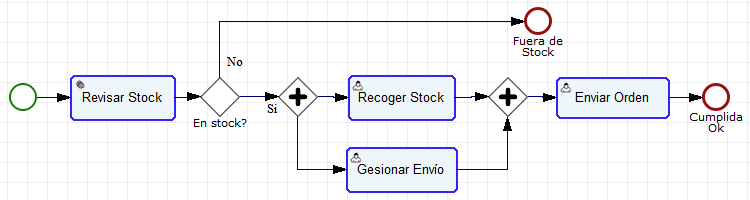 No
Fuera de
Stock
Revisar Stock
Si
Recoger Stock
Enviar Orden
En stock?
Cumplida
Ok
Gesionar Envío